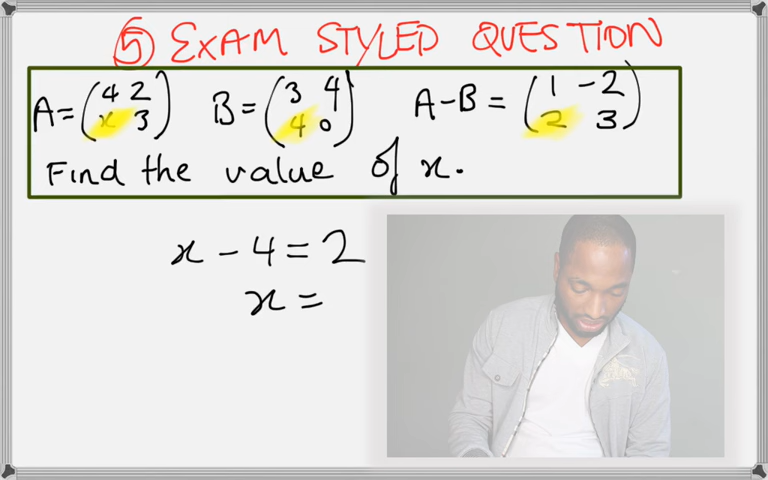 ⑤ EXAM STYLED QUESTION
A = (4 2 x 3) B = (3 4 4 0) A-B = (1 -2 2 3)
Find the value of x.
x - 4 = 2
x =